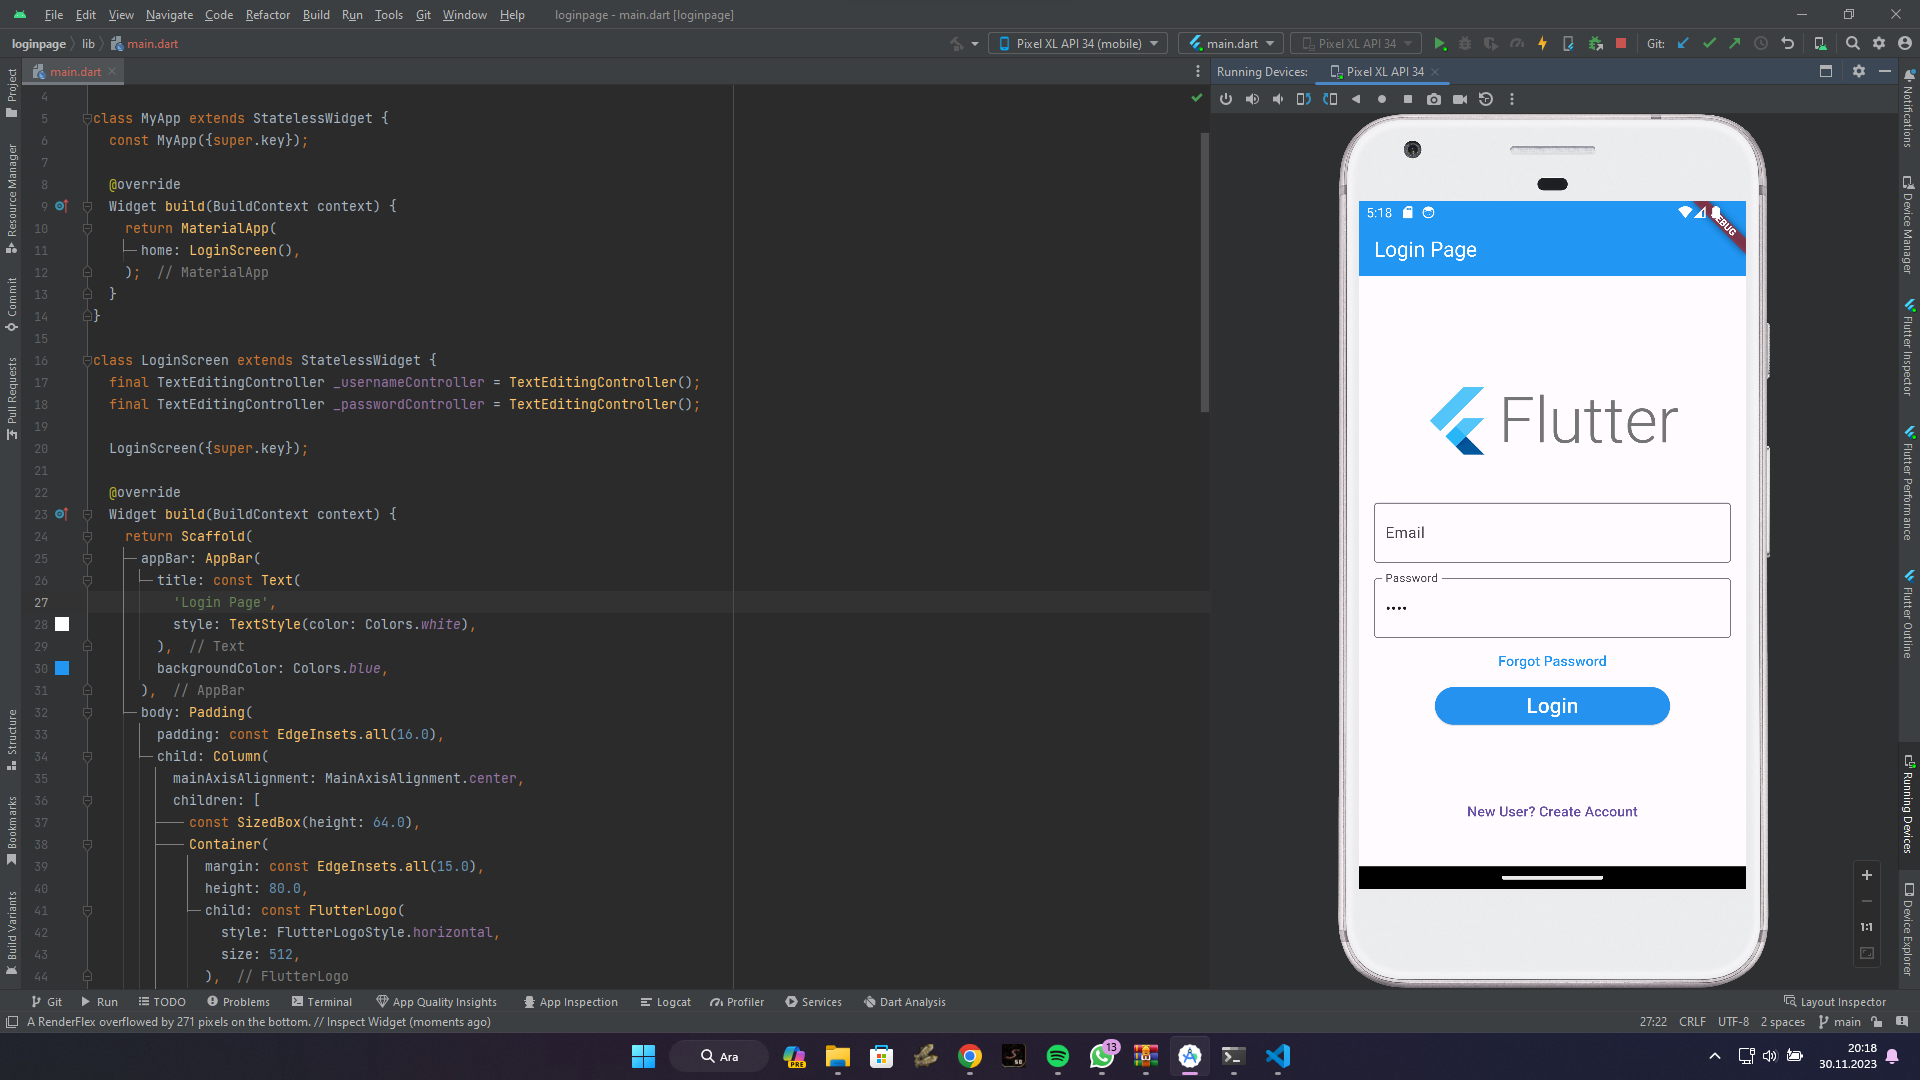 File Edit View Navigate Code Refactor Build Run Tools Git Window Help loginpage - main.dart [loginpage]
loginpage lib main.dart
Pixel XL API 34 (mobile) main.dart Pixel XL API 34 Git:
main.dart
Running Devices: Pixel XL API 34
Project
Resource Manager
Commit
Pull Requests
Structure
Bookmarks
Build Variants
4
5 class MyApp extends StatelessWidget {
6 const MyApp({super.key});
7
8 @override
9 Widget build(BuildContext context) {
10 return MaterialApp(
11 home: LoginScreen(),
12 ); // MaterialApp
13 }
14 }
15
16 class LoginScreen extends StatelessWidget {
17 final TextEditingController _usernameController = TextEditingController();
18 final TextEditingController _passwordController = TextEditingController();
19
20 LoginScreen({super.key});
21
22 @override
23 Widget build(BuildContext context) {
24 return Scaffold(
25 appBar: AppBar(
26 title: const Text(
27 'Login Page',
28 style: TextStyle(color: Colors.white),
29 ), // Text
30 backgroundColor: Colors.blue,
31 ), // AppBar
32 body: Padding(
33 padding: const EdgeInsets.all(16.0),
34 child: Column(
35 mainAxisAlignment: MainAxisAlignment.center,
36 children: [
37 const SizedBox(height: 64.0),
38 Container(
39 margin: const EdgeInsets.all(15.0),
40 height: 80.0,
41 child: const FlutterLogo(
42 style: FlutterLogoStyle.horizontal,
43 size: 512,
44 ), // FlutterLogo
5:18
DEBUG
Login Page
Flutter
Email
Password
••••
Forgot Password
Login
New User? Create Account
1:1
Notifications
Device Manager
Flutter Inspector
Flutter Performance
Flutter Outline
Running Devices
Device Explorer
Git Run TODO Problems Terminal App Quality Insights App Inspection Logcat Profiler Services Dart Analysis Layout Inspector
A RenderFlex overflowed by 271 pixels on the bottom. // Inspect Widget (moments ago) 27:22 CRLF UTF-8 2 spaces main
Ara
PRE
13
20:18
30.11.2023